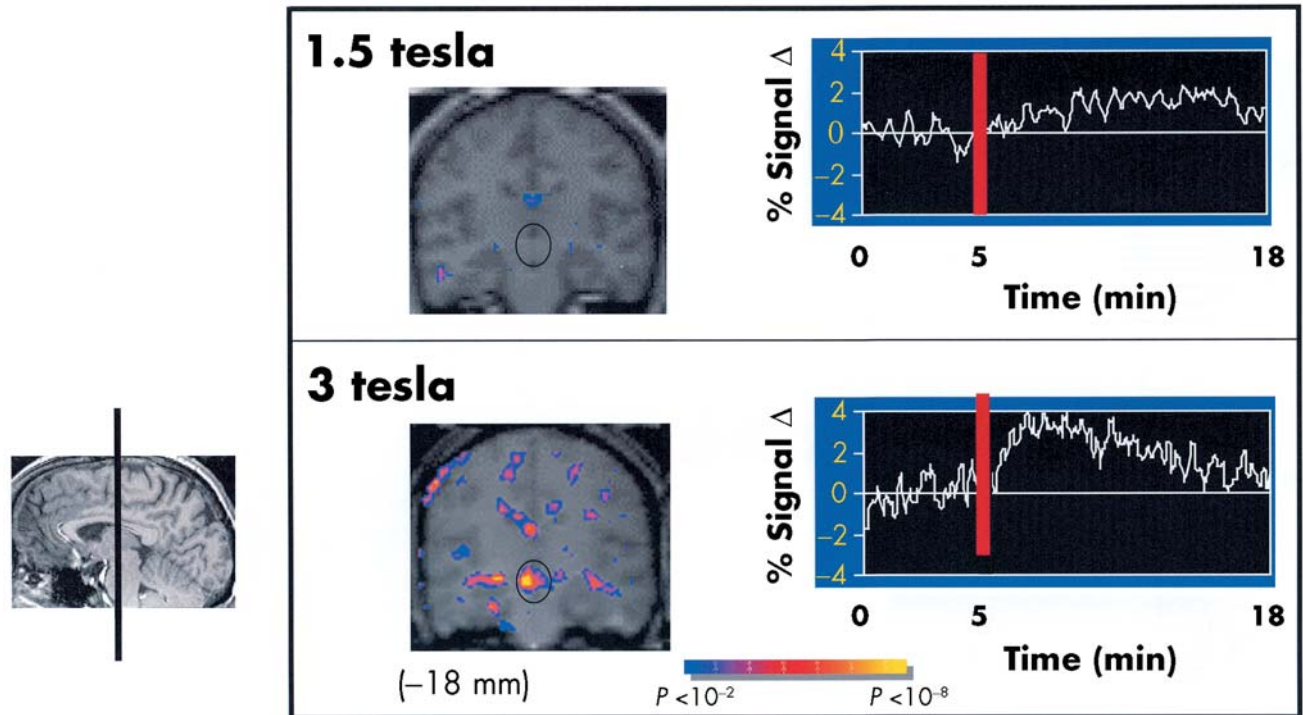 1.5 tesla
% Signal Δ
4
2
0
−2
−4
0 5 18
Time (min)
3 tesla
% Signal Δ
4
2
0
−2
−4
0 5 18
Time (min)
(−18 mm)
P <10⁻² P <10⁻⁸